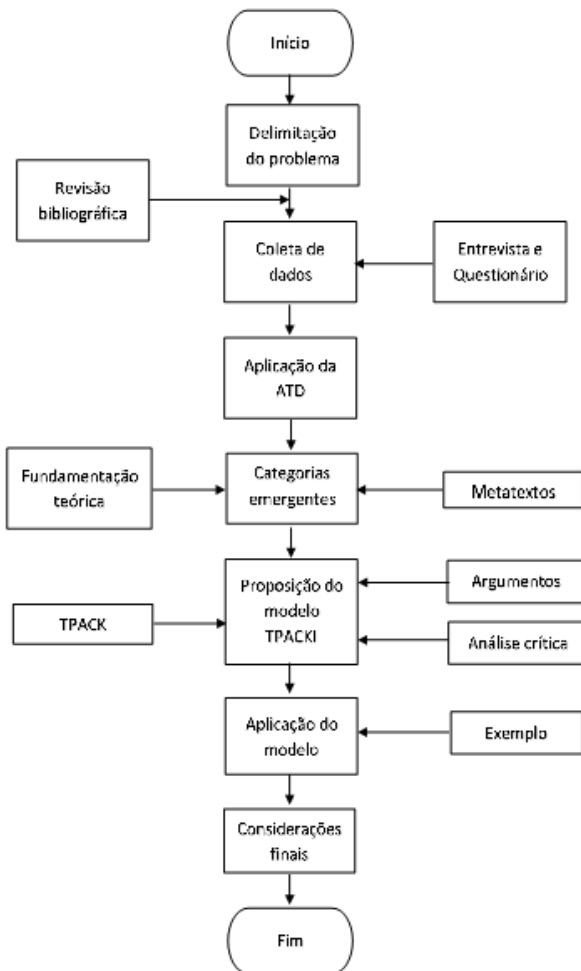 Início
Delimitação
do problema
Revisão
bibliográfica
Coleta de
dados
Entrevista e
Questionário
Aplicação da
ATD
Fundamentação
teórica
Categorias
emergentes
Metatextos
Proposição do
modelo
TPACKI
Argumentos
TPACK
Análise crítica
Aplicação do
modelo
Exemplo
Considerações
finais
Fim